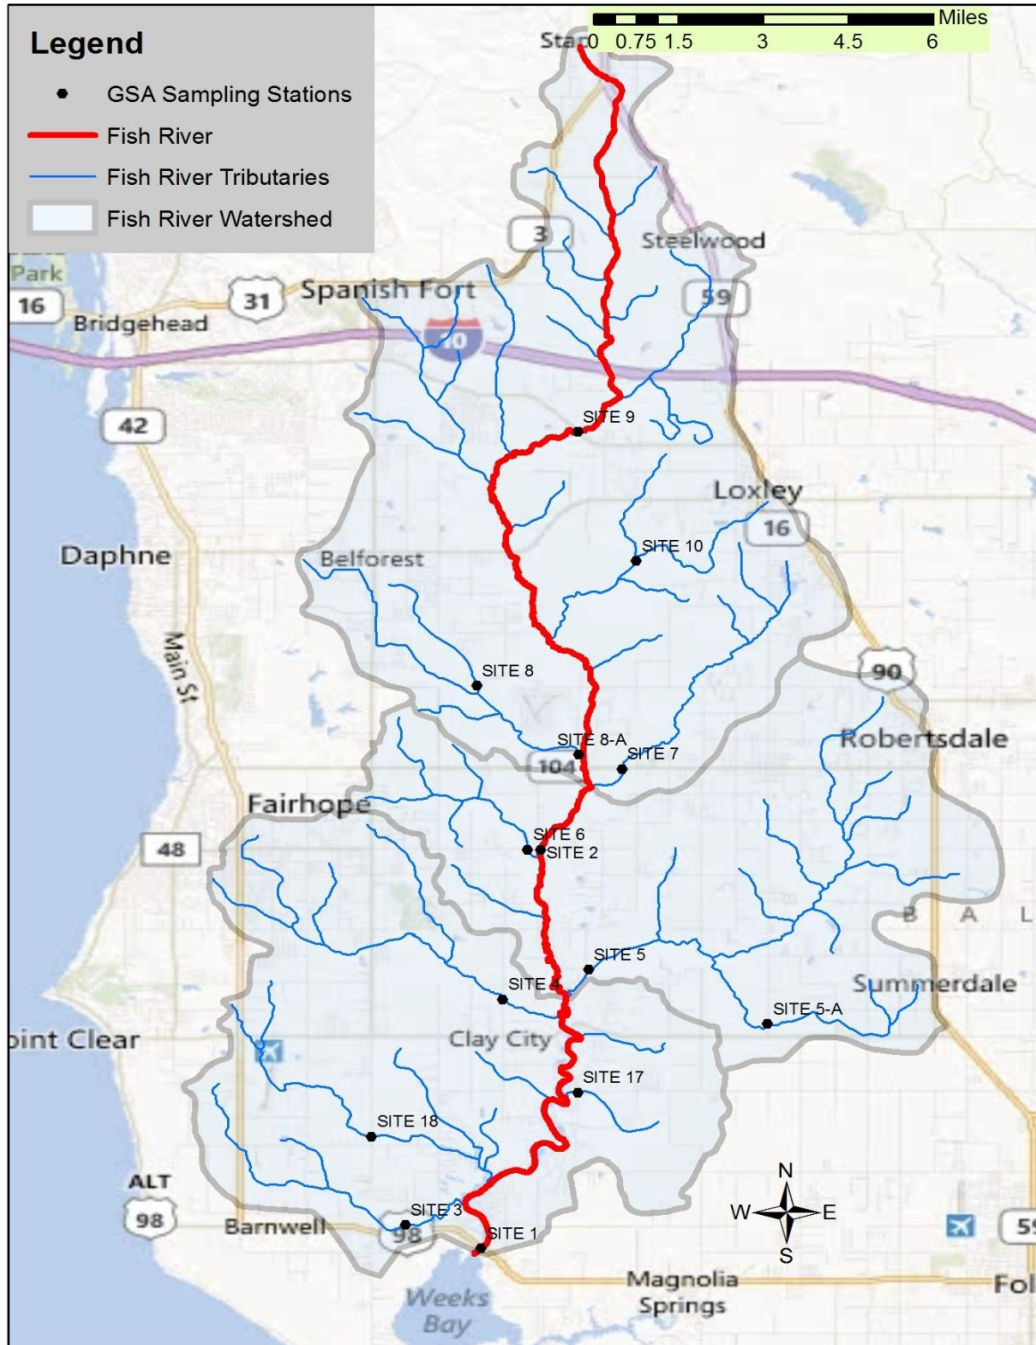 Stap
Miles
0 0.75 1.5 3 4.5 6
Legend
GSA Sampling Stations
Fish River
Fish River Tributaries
Fish River Watershed
3
Steelwood
Park
16
31
Spanish Fort
59
Bridgehead
10
42
SITE 9
Loxley
16
Daphne
Belforest
SITE 10
Main St
SITE 8
90
SITE 8-A
SITE 7
104
Robertsdale
Fairhope
48
SITE 6
SITE 2
B A L
SITE 5
SITE 4
Summerdale
SITE 5-A
oint Clear
Clay City
SITE 17
SITE 18
N
W E
S
ALT
98
SITE 3
Barnwell
98
SITE 1
59
Magnolia
Springs
Fol
Weeks
Bay